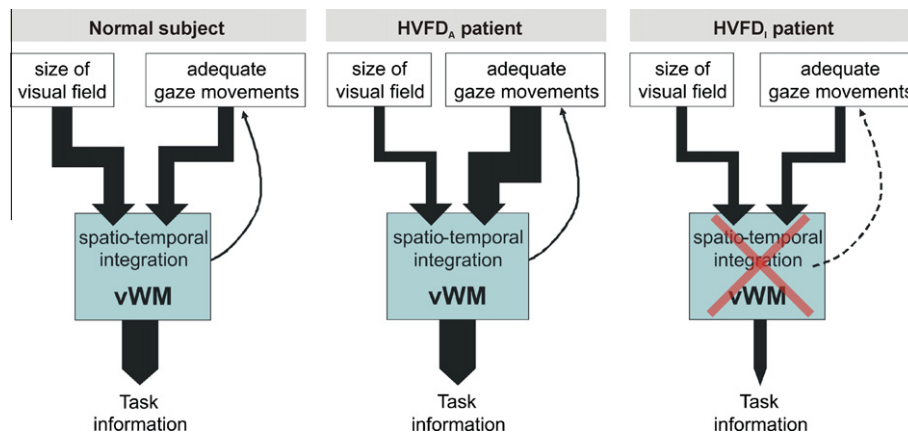 Normal subject
size of
visual field
adequate
gaze movements
spatio-temporal
integration
vWM
Task
information
HVFDA patient
size of
visual field
adequate
gaze movements
spatio-temporal
integration
vWM
Task
information
HVFDI patient
size of
visual field
adequate
gaze movements
spatio-temporal
integration
vWM
Task
information